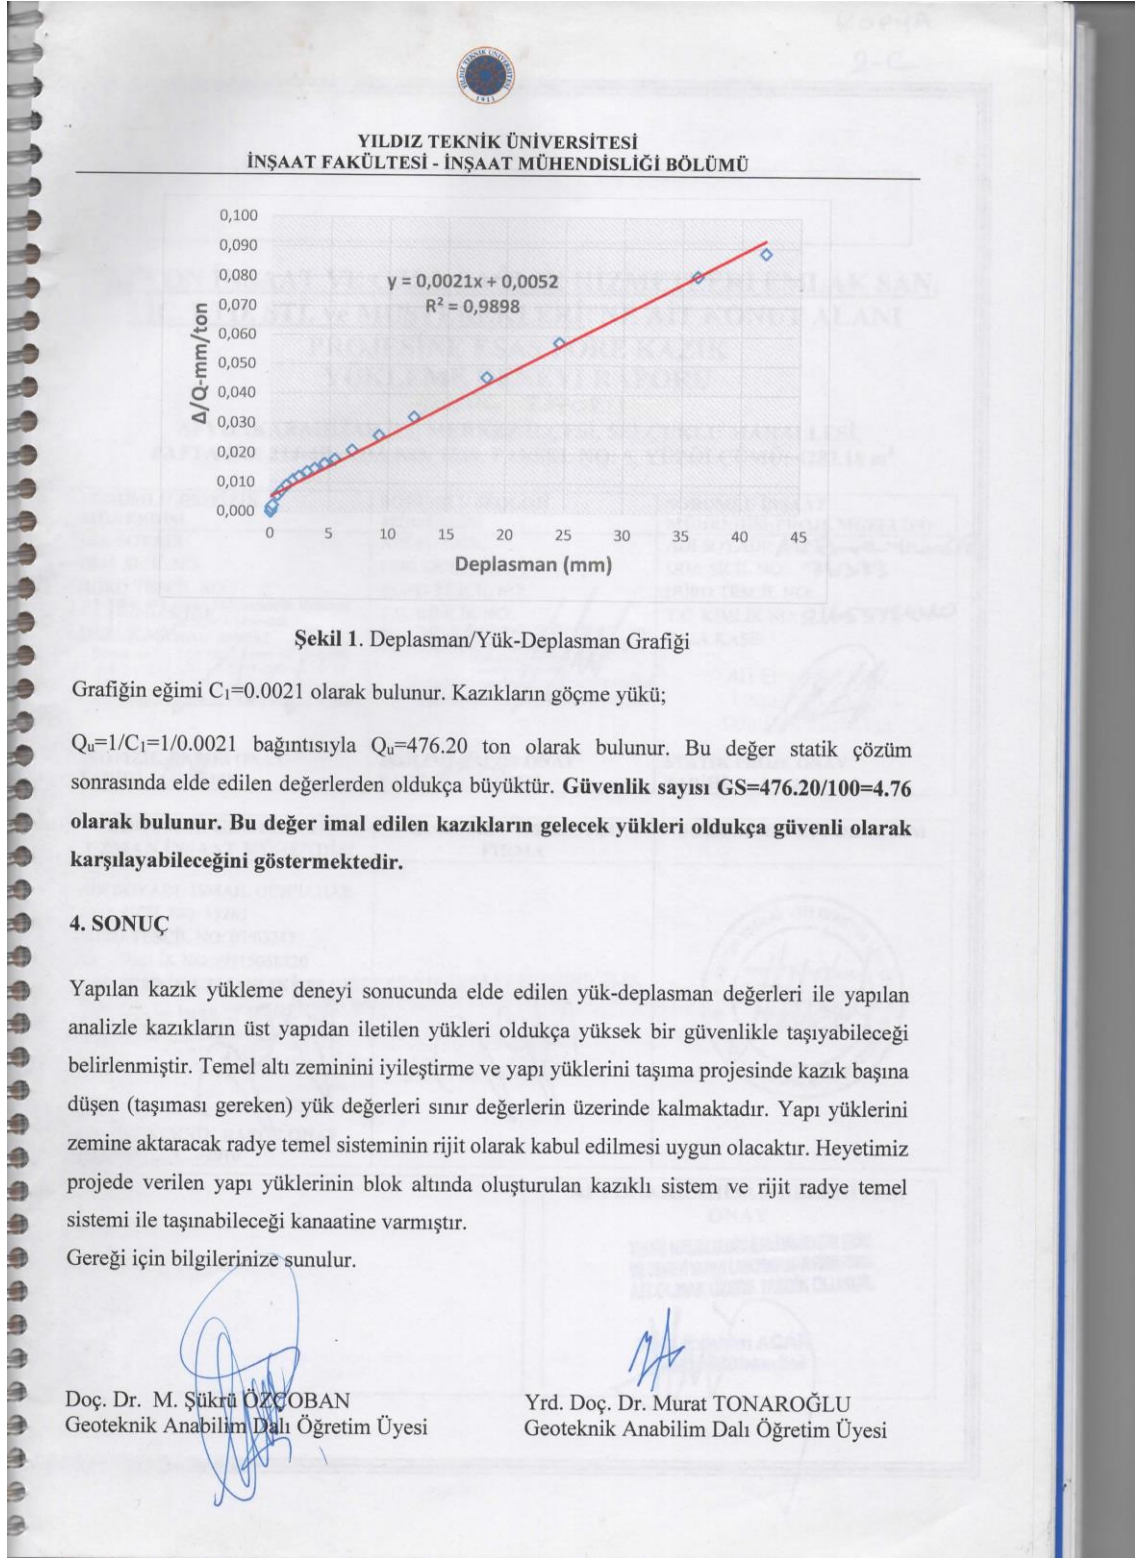 YILDIZ TEKNİK ÜNİVERSİTESİ
1911
YILDIZ TEKNİK ÜNİVERSİTESİ
İNŞAAT FAKÜLTESİ - İNŞAAT MÜHENDİSLİĞİ BÖLÜMÜ
0,100
0,090
0,080
0,070
0,060
0,050
0,040
0,030
0,020
0,010
0,000
Δ/Q-mm/ton
y = 0,0021x + 0,0052
R² = 0,9898
0 5 10 15 20 25 30 35 40 45
Deplasman (mm)
Şekil 1. Deplasman/Yük-Deplasman Grafiği
Grafiğin eğimi C₁=0.0021 olarak bulunur. Kazıkların göçme yükü;
Qᵤ=1/C₁=1/0.0021 bağıntısıyla Qᵤ=476.20 ton olarak bulunur. Bu değer statik çözüm
sonrasında elde edilen değerlerden oldukça büyüktür. Güvenlik sayısı GS=476.20/100=4.76
olarak bulunur. Bu değer imal edilen kazıkların gelecek yükleri oldukça güvenli olarak
karşılayabileceğini göstermektedir.
4. SONUÇ
Yapılan kazık yükleme deneyi sonucunda elde edilen yük-deplasman değerleri ile yapılan
analizle kazıkların üst yapıdan iletilen yükleri oldukça yüksek bir güvenlikle taşıyabileceği
belirlenmiştir. Temel altı zeminini iyileştirme ve yapı yüklerini taşıma projesinde kazık başına
düşen (taşıması gereken) yük değerleri sınır değerlerin üzerinde kalmaktadır. Yapı yüklerini
zemine aktaracak radye temel sisteminin rijit olarak kabul edilmesi uygun olacaktır. Heyetimiz
projede verilen yapı yüklerinin blok altında oluşturulan kazıklı sistem ve rijit radye temel
sistemi ile taşınabileceği kanaatine varmıştır.
Gereği için bilgilerinize sunulur.
Doç. Dr. M. Şükrü ÖZÇOBAN
Geoteknik Anabilim Dalı Öğretim Üyesi
Yrd. Doç. Dr. Murat TONAROĞLU
Geoteknik Anabilim Dalı Öğretim Üyesi